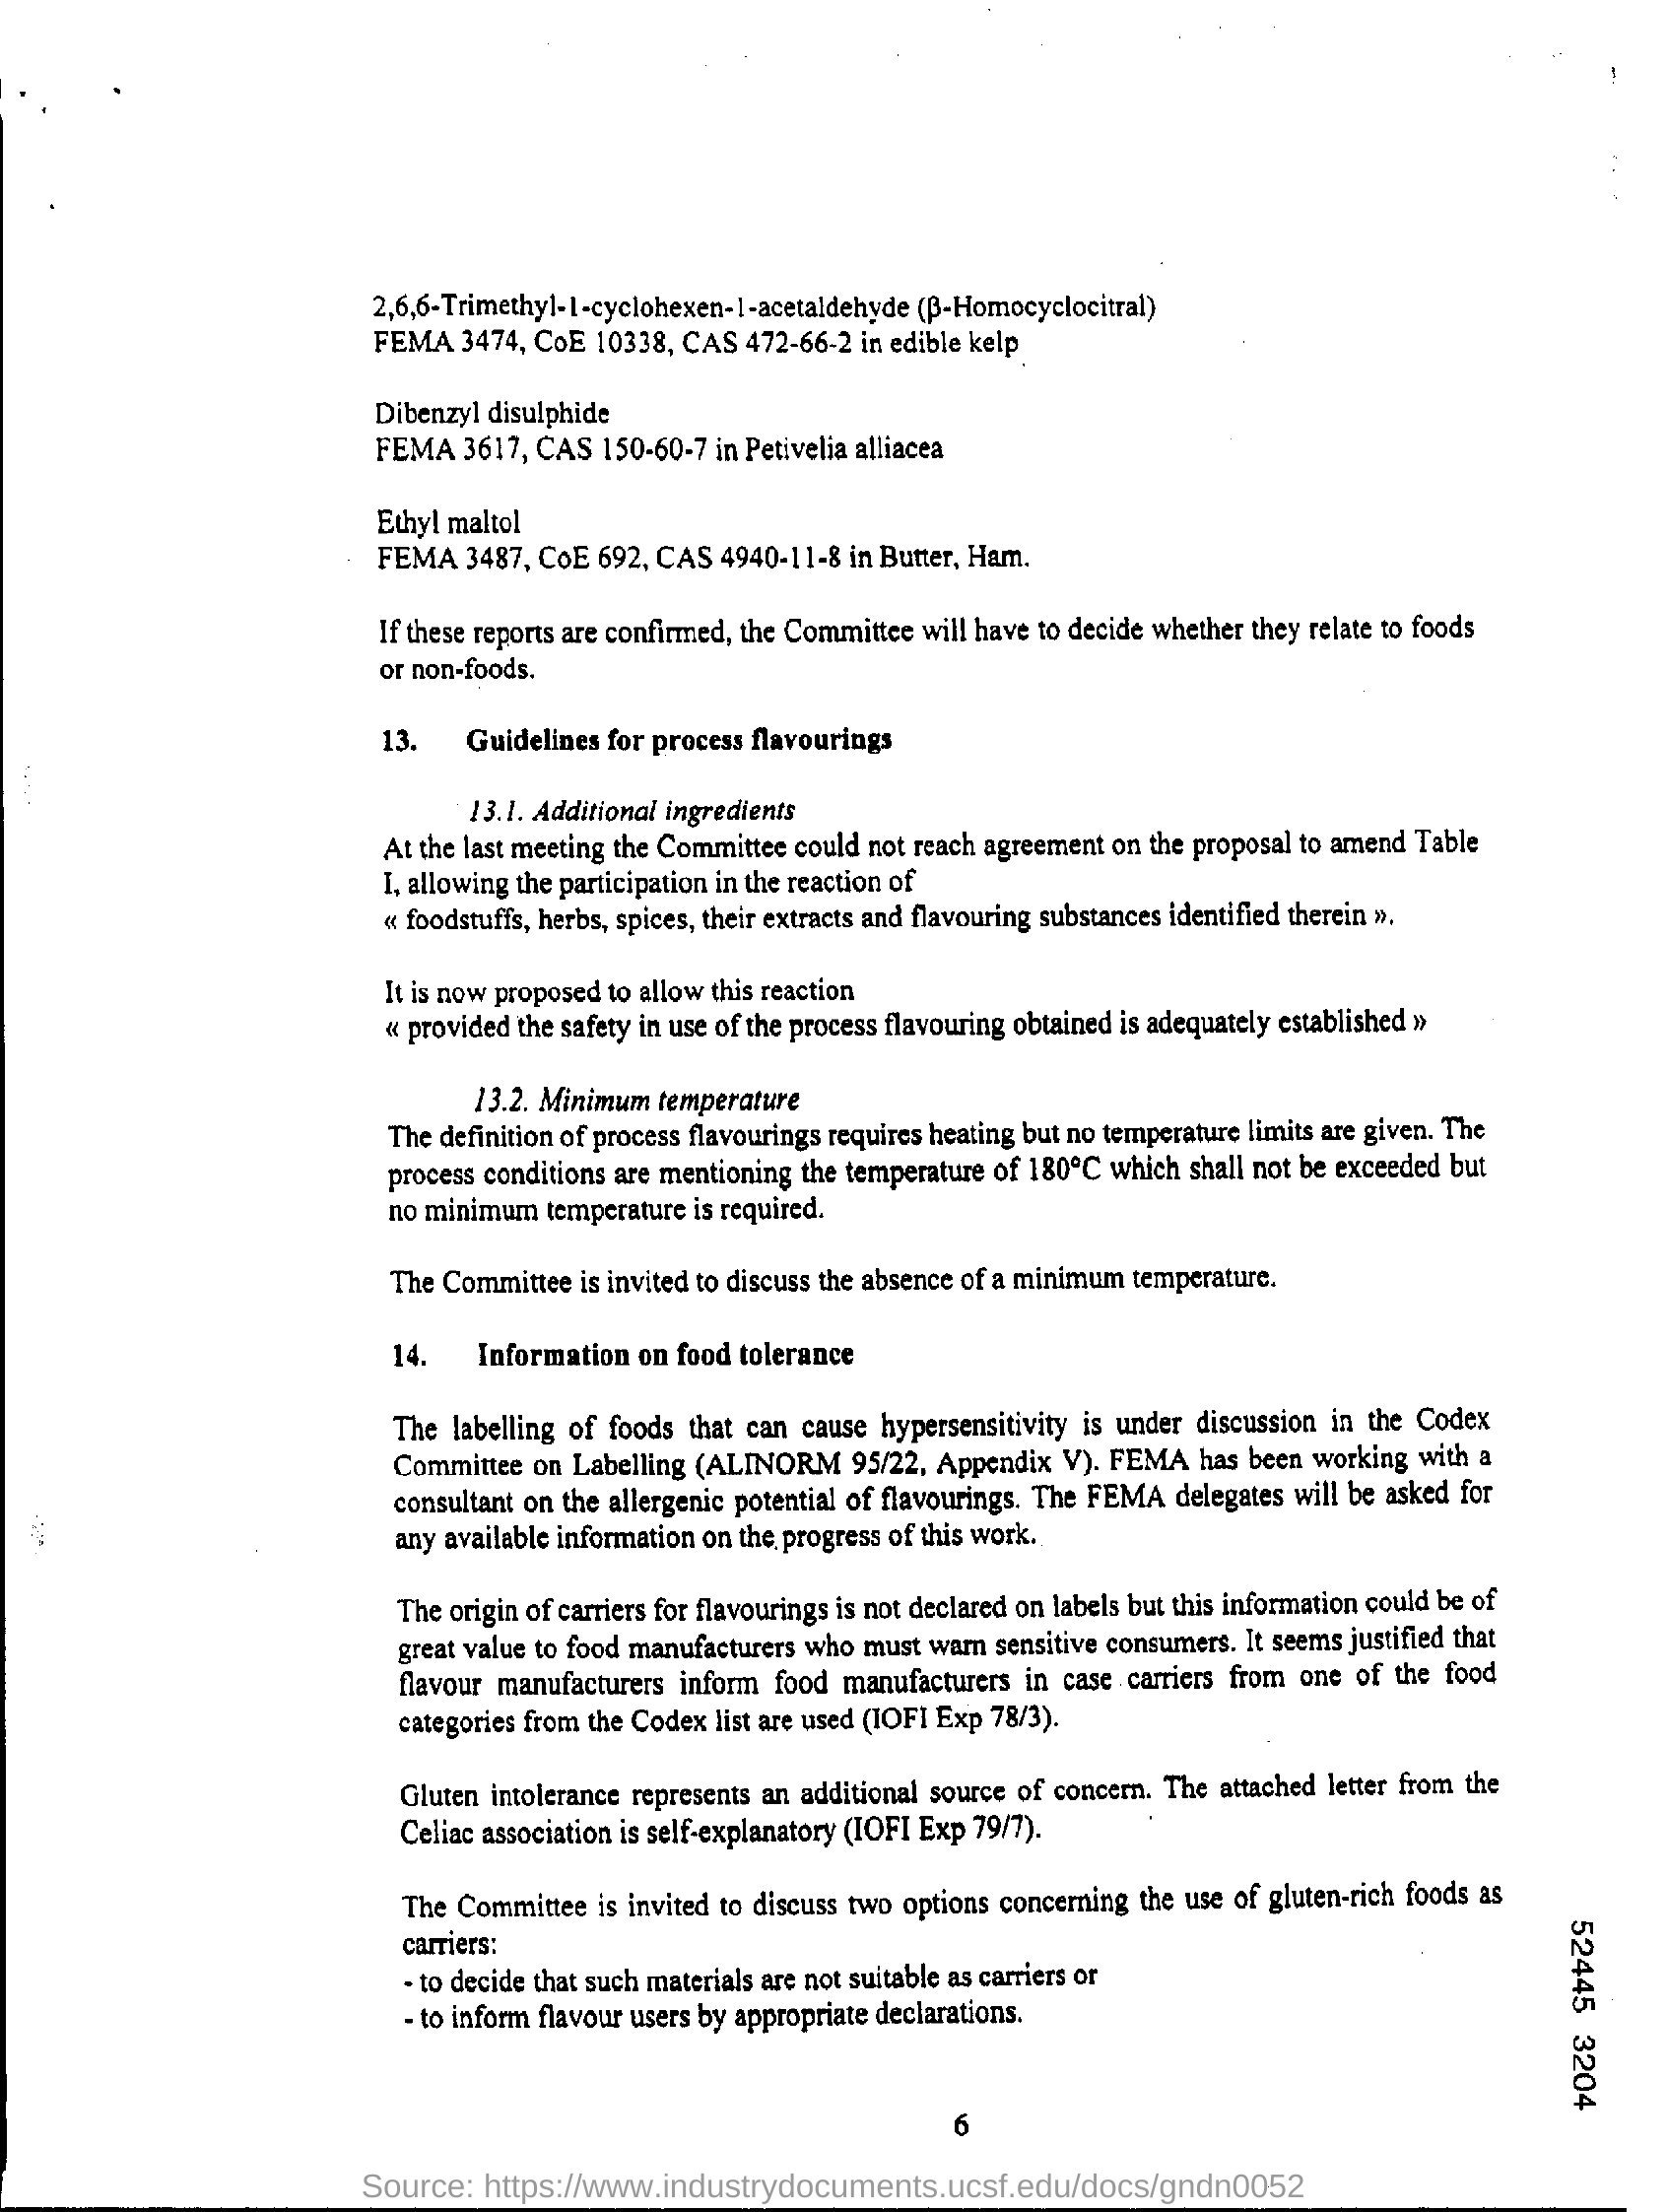 2,6,6-Trimethyl-1-cyclohexen-1-acetaldehyde (β-Homocyclocitral)
FEMA 3474, CoE 10338, CAS 472-66-2 in edible kelp
Dibenzyl disulphide
FEMA 3617, CAS 150-60-7 in Petivelia alliacea
Ethyl maltol
FEMA 3487, CoE 692, CAS 4940-11-8 in Butter, Ham.
If these reports are confirmed, the Committee will have to decide whether they relate to foods
or non-foods.
13. Guidelines for process flavourings
13.1. Additional ingredients
At the last meeting the Committee could not reach agreement on the proposal to amend Table
I, allowing the participation in the reaction of
« foodstuffs, herbs, spices, their extracts and flavouring substances identified therein ».
It is now proposed to allow this reaction
« provided the safety in use of the process flavouring obtained is adequately established »
13.2. Minimum temperature
The definition of process flavourings requires heating but no temperature limits are given. The
process conditions are mentioning the temperature of 180°C which shall not be exceeded but
no minimum temperature is required.
The Committee is invited to discuss the absence of a minimum temperature.
14. Information on food tolerance
The labelling of foods that can cause hypersensitivity is under discussion in the Codex
Committee on Labelling (ALINORM 95/22, Appendix V). FEMA has been working with a
consultant on the allergenic potential of flavourings. The FEMA delegates will be asked for
any available information on the progress of this work.
The origin of carriers for flavourings is not declared on labels but this information could be of
great value to food manufacturers who must warn sensitive consumers. It seems justified that
flavour manufacturers inform food manufacturers in case carriers from one of the food
categories from the Codex list are used (IOFI Exp 78/3).
Gluten intolerance represents an additional source of concern. The attached letter from the
Celiac association is self-explanatory (IOFI Exp 79/7).
The Committee is invited to discuss two options concerning the use of gluten-rich foods as
carriers:
- to decide that such materials are not suitable as carriers or
- to inform flavour users by appropriate declarations.
52445 3204
6
Source: https://www.industrydocuments.ucsf.edu/docs/gndn0052